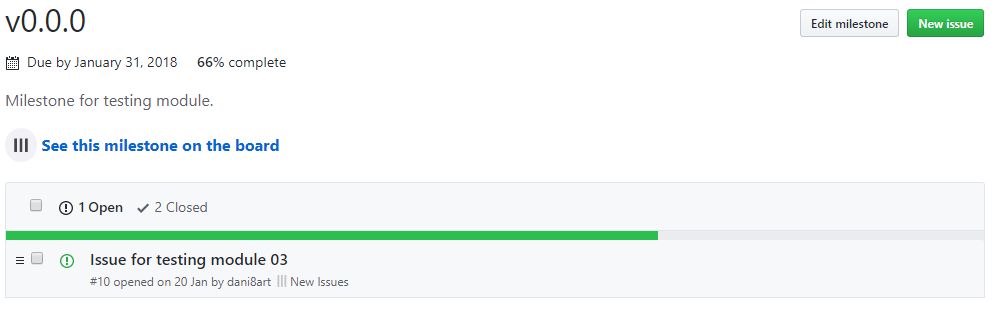 v0.0.0
Edit milestone
New issue
Due by January 31, 2018 66% complete
Milestone for testing module.
See this milestone on the board
1 Open 2 Closed
Issue for testing module 03
#10 opened on 20 Jan by dani8art New Issues